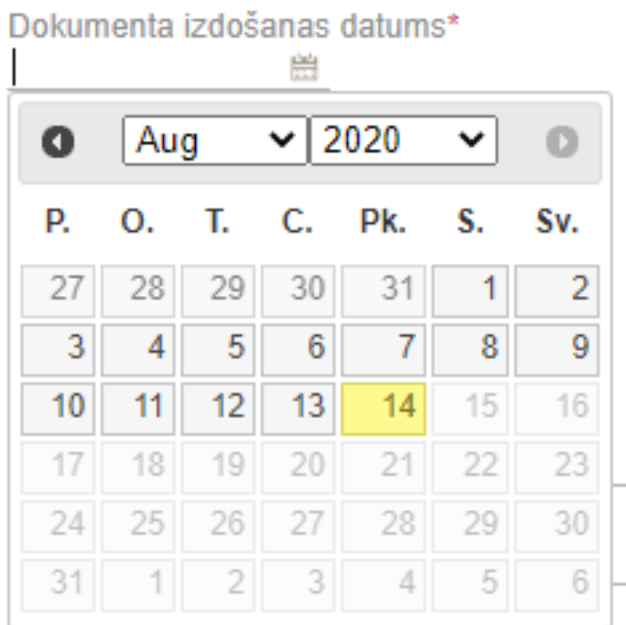 Dokumenta izdošanas datums*
Aug 2020
P. O. T. C. Pk. S. Sv.
27 28 29 30 31 1 2
3 4 5 6 7 8 9
10 11 12 13 14 15 16
17 18 19 20 21 22 23
24 25 26 27 28 29 30
31 1 2 3 4 5 6